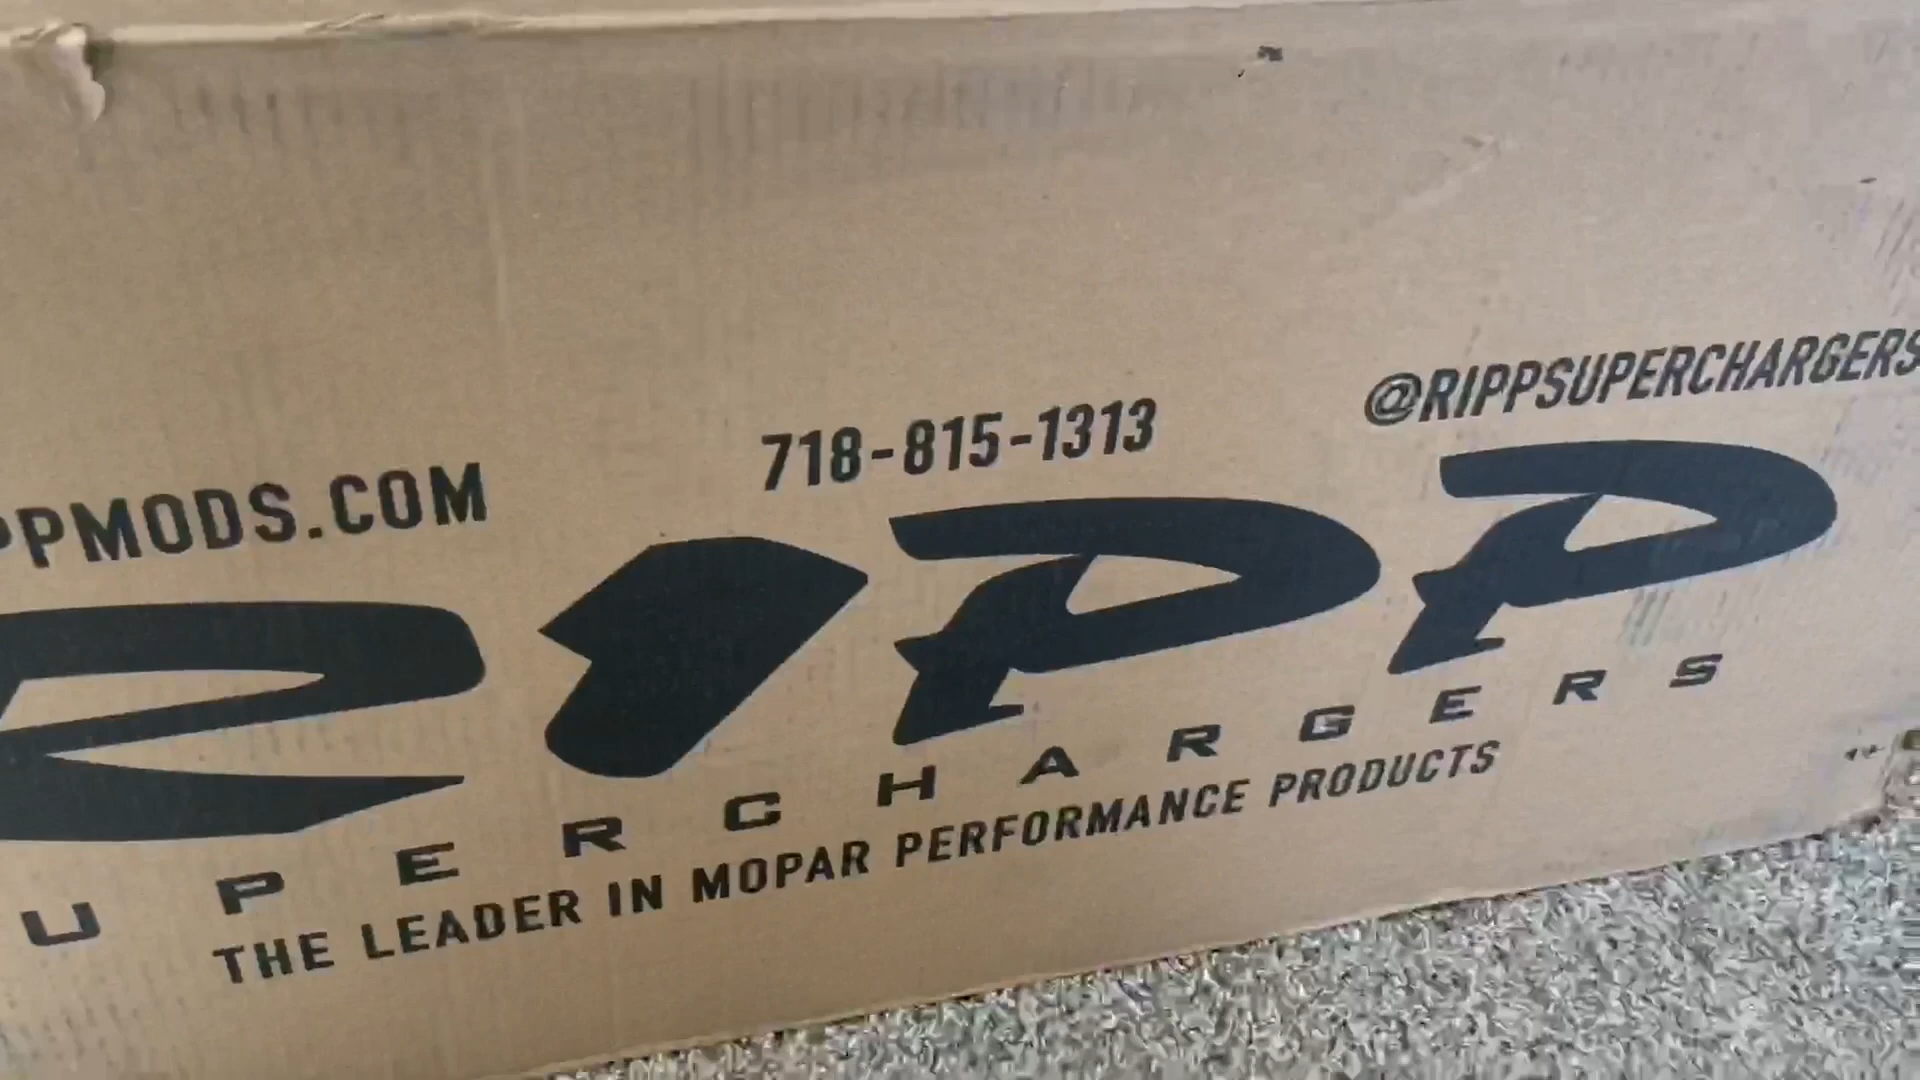 PPMODS.COM 718-815-1313 @RIPPSUPERCHARGERS
RIPP
UPERCHARGERS
THE LEADER IN MOPAR PERFORMANCE PRODUCTS